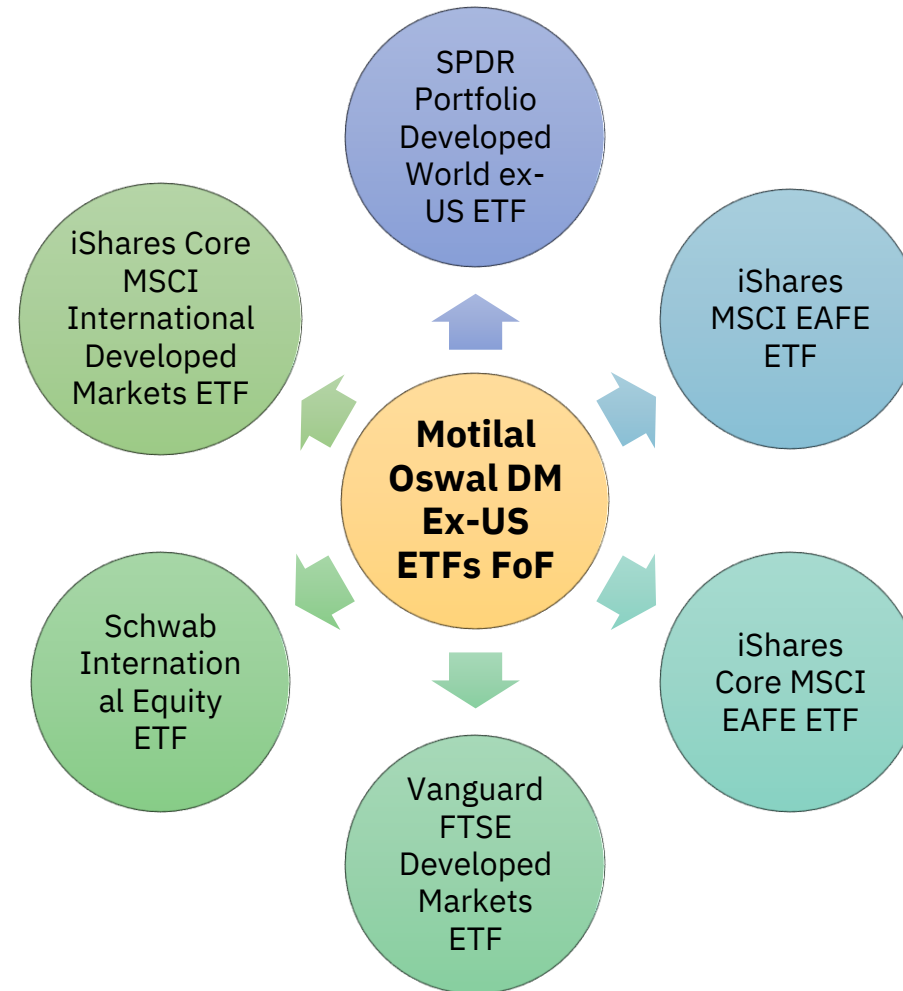 SPDR
Portfolio
Developed
World ex-
US ETF
iShares Core
MSCI
International
Developed
Markets ETF
iShares
MSCI EAFE
ETF
Motilal
Oswal DM
Ex-US
ETFs FoF
Schwab
Internation
al Equity
ETF
iShares
Core MSCI
EAFE ETF
Vanguard
FTSE
Developed
Markets
ETF